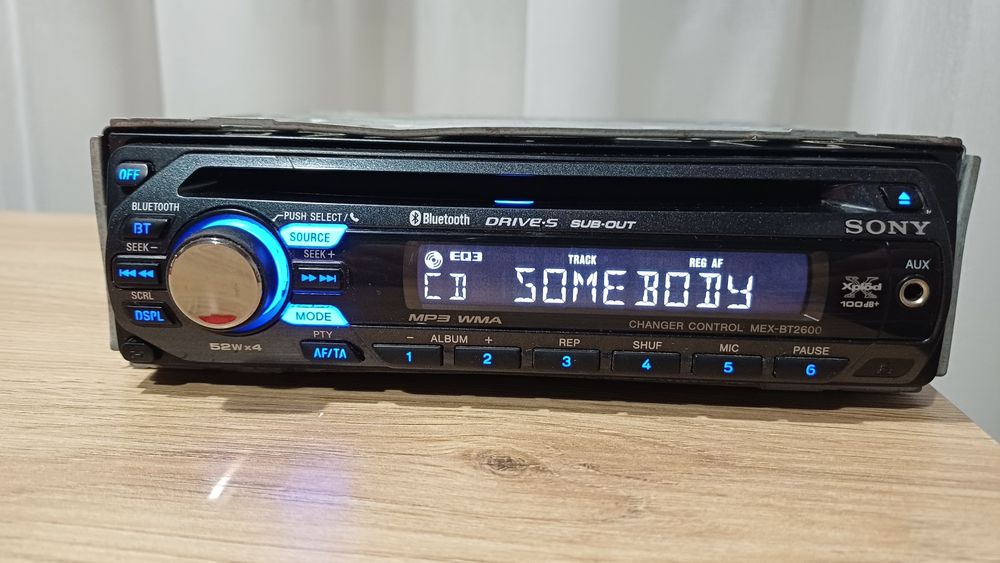 OFF
BLUETOOTH
BT
SEEK−
SCRL
DSPL
PUSH SELECT/
SOURCE
SEEK+
MODE
PTY
AF/TA
52W×4
Bluetooth DRIVE•S SUB-OUT
SONY
EQ3 TRACK REG AF
CD SOMEBODY
AUX
Xplod
100dB+
MP3 WMA
CHANGER CONTROL MEX-BT2600
− ALBUM + REP SHUF MIC PAUSE
1 2 3 4 5 6